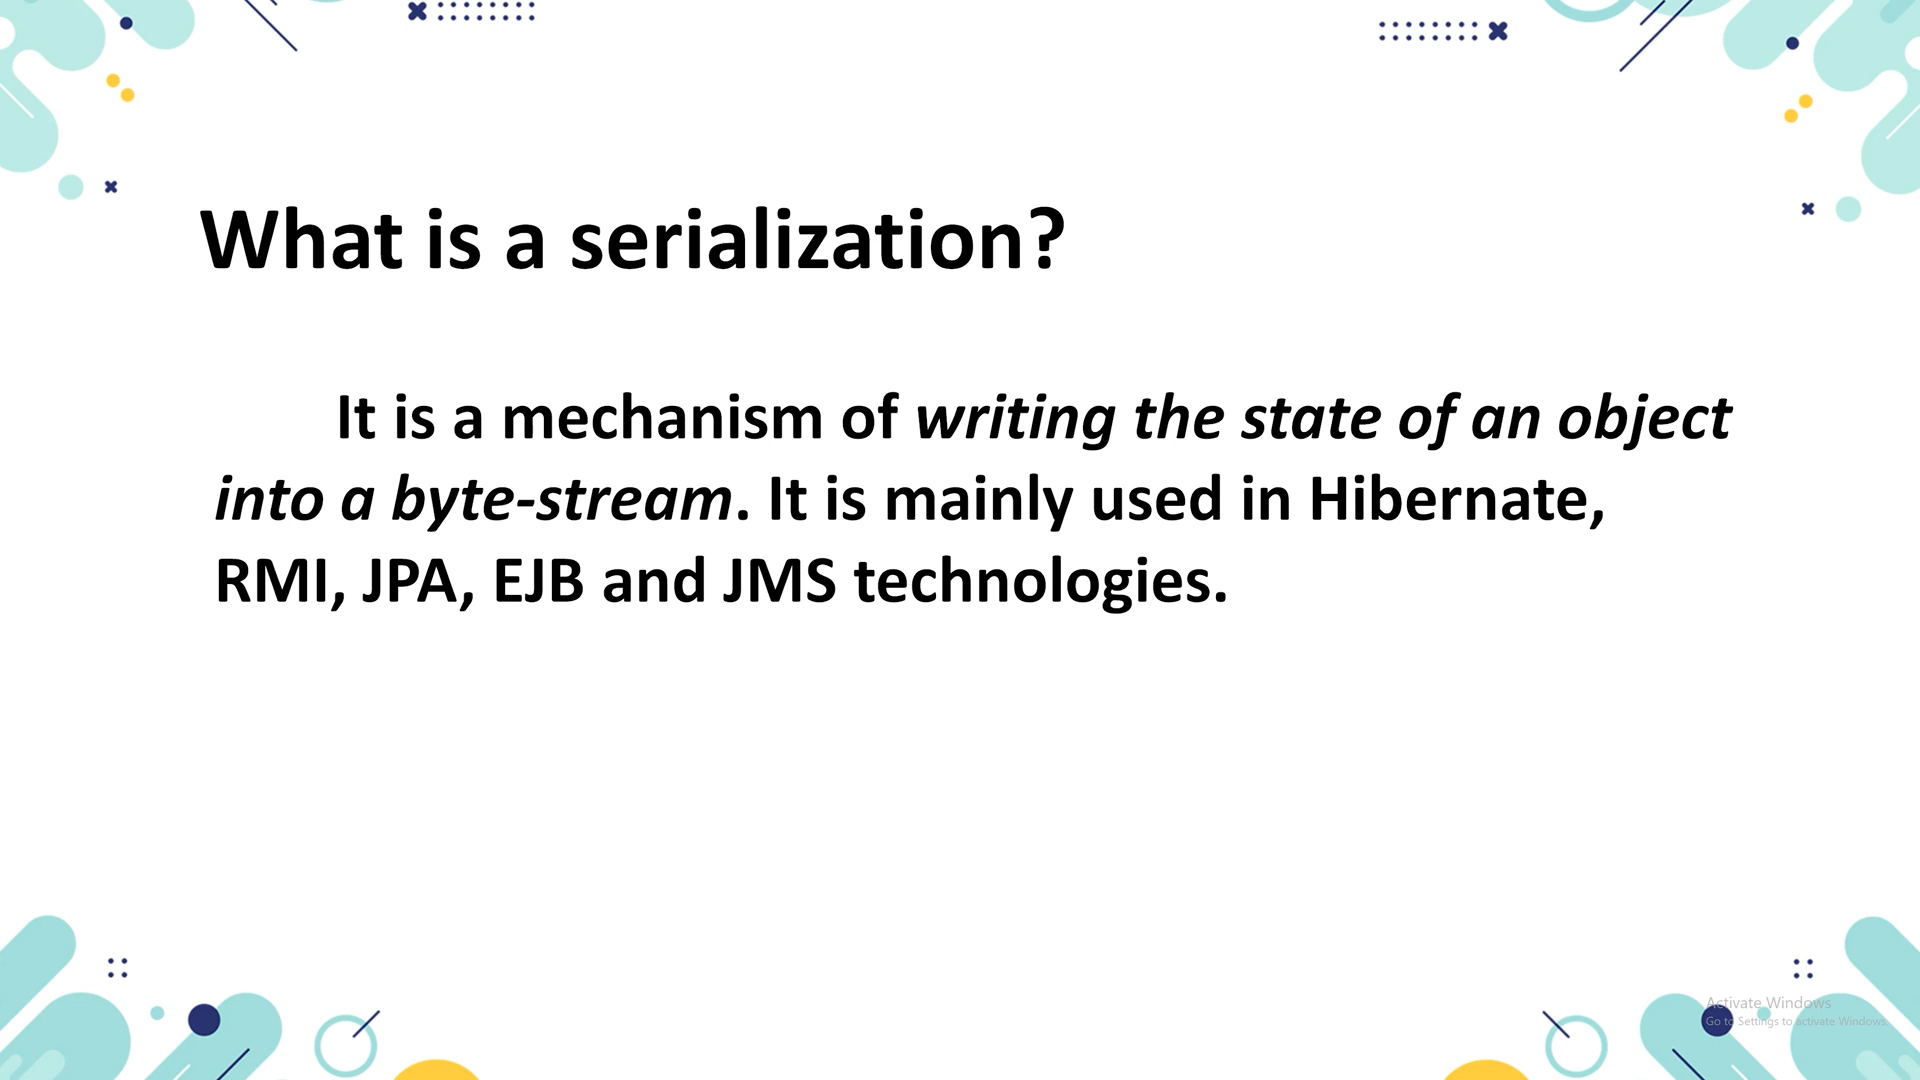 What is a serialization?
It is a mechanism of writing the state of an object
into a byte-stream. It is mainly used in Hibernate,
RMI, JPA, EJB and JMS technologies.
Activate Windows
Go to Settings to activate Windows.